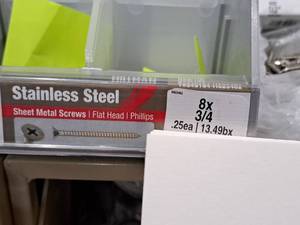 Stainless Steel
Sheet Metal Screws | Flat Head | Phillips
8x
3/4
.25ea | 13.49bx